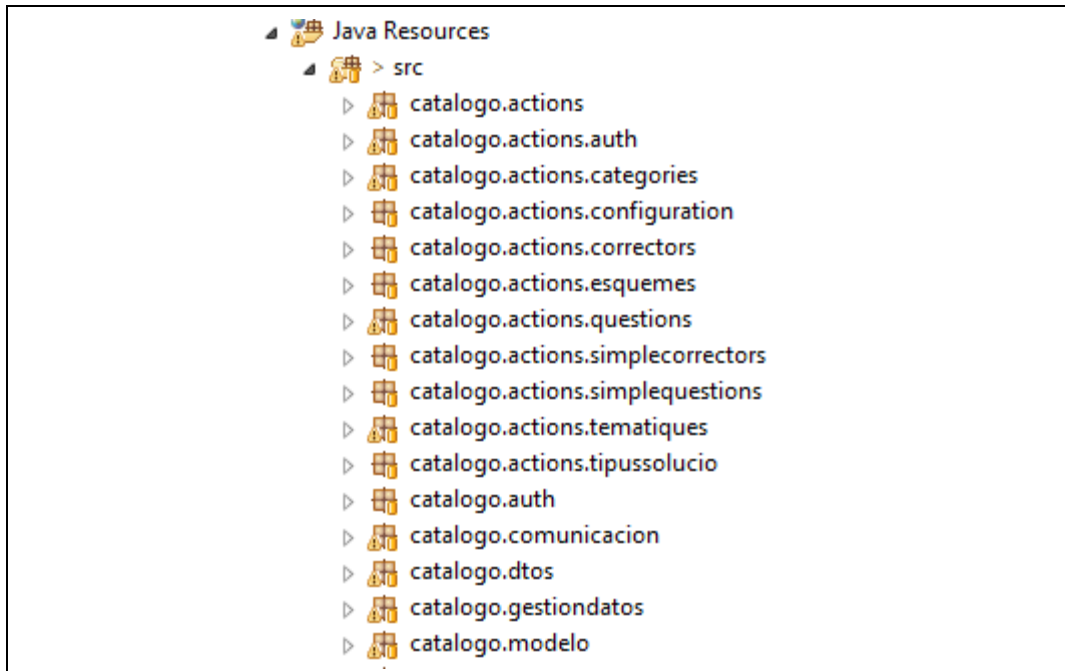 Java Resources
> src
catalogo.actions
catalogo.actions.auth
catalogo.actions.categories
catalogo.actions.configuration
catalogo.actions.correctors
catalogo.actions.esquemes
catalogo.actions.questions
catalogo.actions.simplecorrectors
catalogo.actions.simplequestions
catalogo.actions.tematiques
catalogo.actions.tipussolucio
catalogo.auth
catalogo.comunicacion
catalogo.dtos
catalogo.gestiondatos
catalogo.modelo